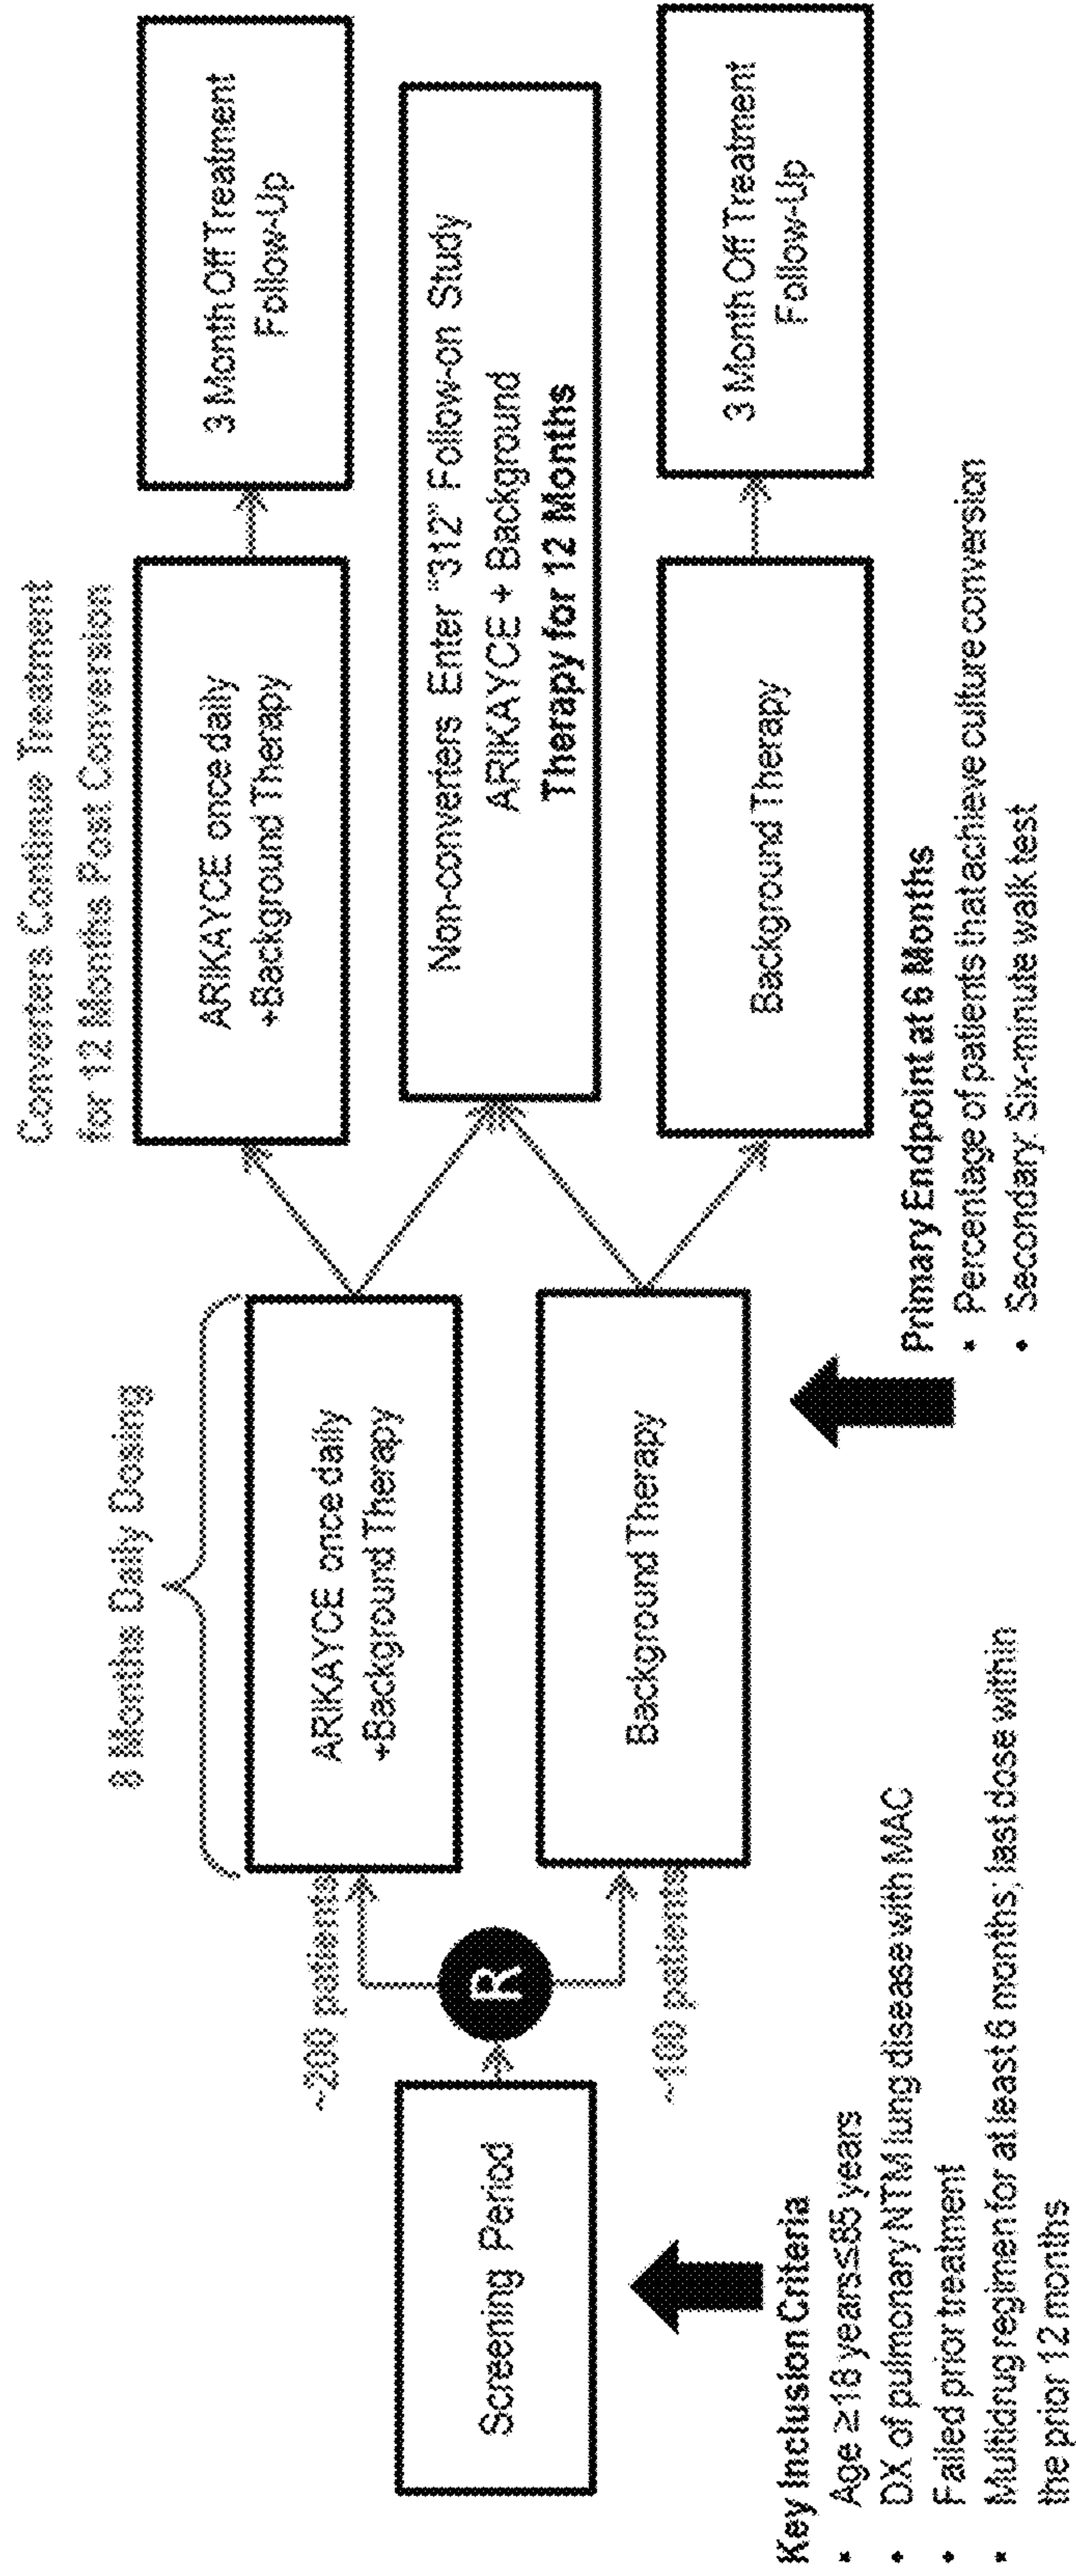 Converters Continue Treatment
for 12 Months Post Conversion
8 Months Daily Dosing
~200 patients
ARIKAYCE once daily
+Background Therapy
ARIKAYCE once daily
+Background Therapy
3 Month Off Treatment
Follow-Up
Screening Period
R
Non-converters Enter "312" Follow-on Study
ARIKAYCE + Background
Therapy for 12 Months
~100 patients
Background Therapy
Background Therapy
3 Month Off Treatment
Follow-Up
Key Inclusion Criteria
• Age ≥18 years≤85 years
• DX of pulmonary NTM lung disease with MAC
• Failed prior treatment
• Multidrug regimen for at least 6 months; last dose within
the prior 12 months
Primary Endpoint at 6 Months
• Percentage of patients that achieve culture conversion
• Secondary: Six-minute walk test